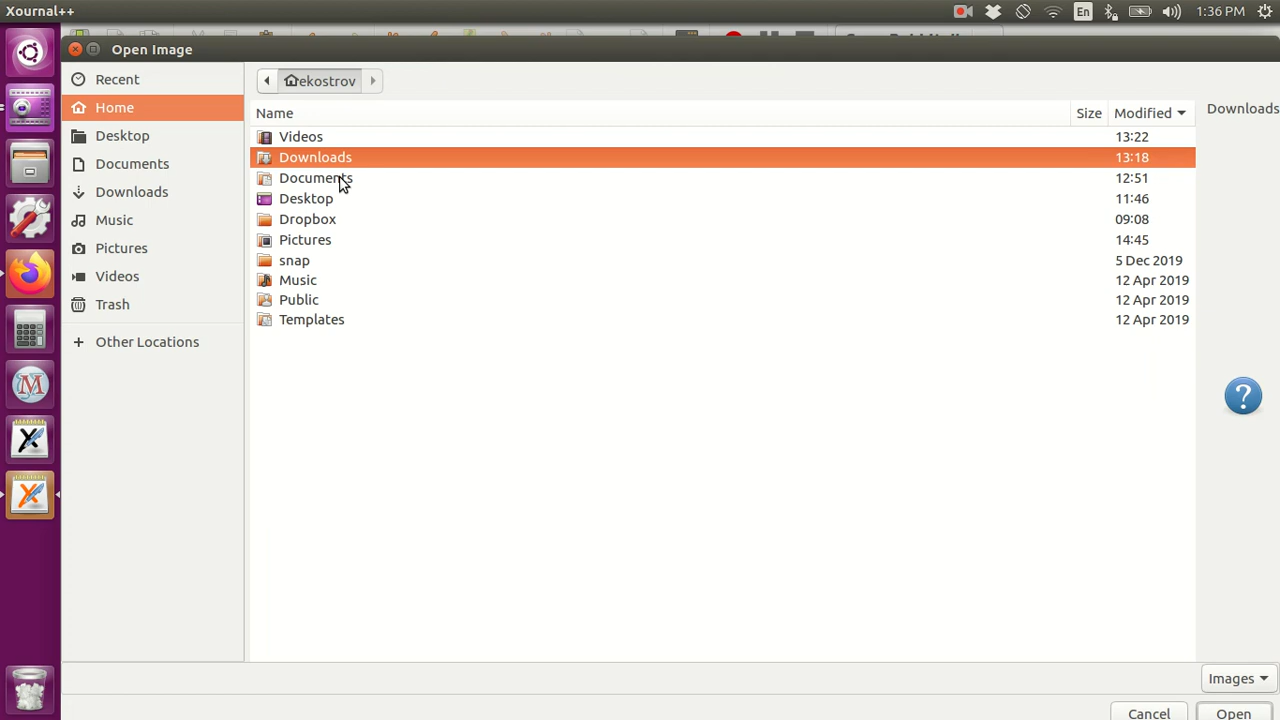 Xournal++
En
1:36 PM
Open Image
Recent
Home
Desktop
Documents
Downloads
Music
Pictures
Videos
Trash
+ Other Locations
ekostrov
Name Size Modified
Videos 13:22
Downloads 13:18
Documents 12:51
Desktop 11:46
Dropbox 09:08
Pictures 14:45
snap 5 Dec 2019
Music 12 Apr 2019
Public 12 Apr 2019
Templates 12 Apr 2019
Downloads
?
Images
Cancel Open